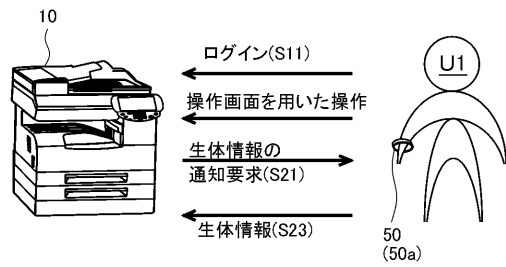 10
ログイン(S11)
U1
操作画面を用いた操作
生体情報の
通知要求(S21)
生体情報(S23)
50
(50a)